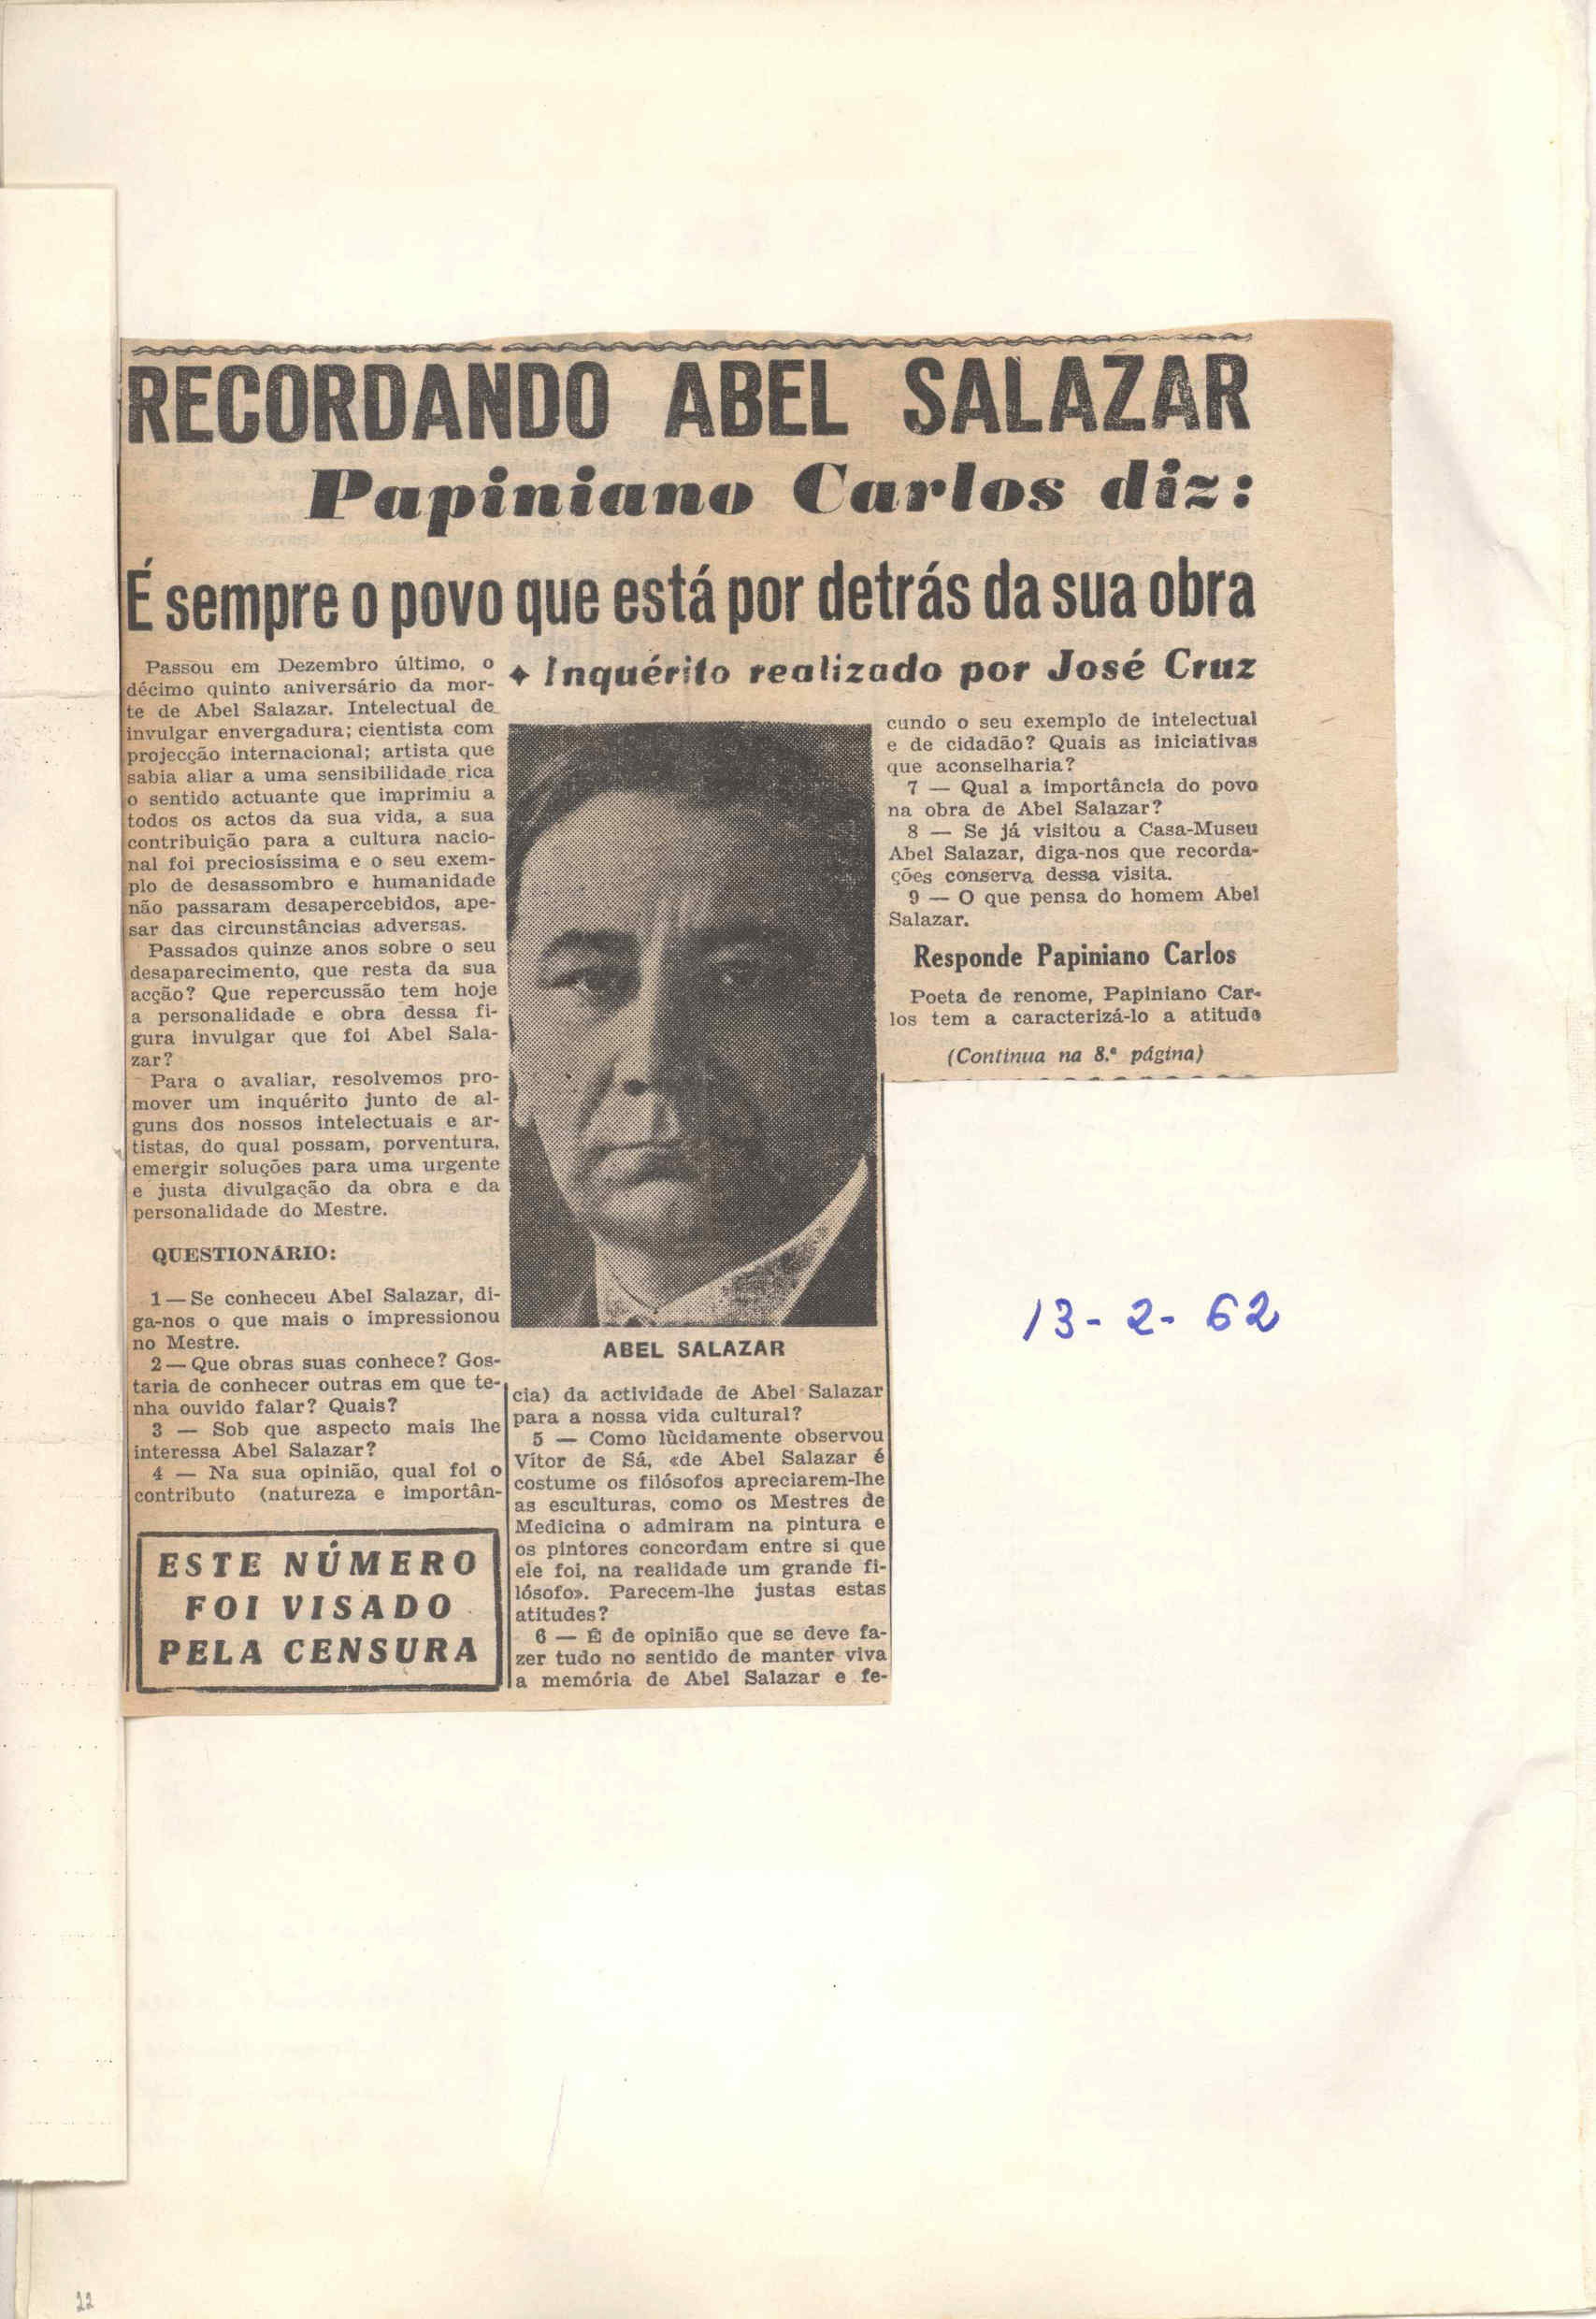 RECORDANDO ABEL SALAZAR
Papiniano Carlos diz:
É sempre o povo que está por detrás da sua obra
Inquérito realizado por José Cruz
Passou em Dezembro último, o
décimo quinto aniversário da mor-
te de Abel Salazar. Intelectual de
invulgar envergadura; cientista com
projecção internacional; artista que
sabia aliar a uma sensibilidade rica
o sentido actuante que imprimiu a
todos os actos da sua vida, a sua
contribuição para a cultura nacio-
nal foi preciosíssima e o seu exem-
plo de desassombro e humanidade
não passaram desapercebidos, ape-
sar das circunstâncias adversas.
Passados quinze anos sobre o seu
desaparecimento, que resta da sua
acção? Que repercussão tem hoje
a personalidade e obra dessa fi-
gura invulgar que foi Abel Sala-
zar?
Para o avaliar, resolvemos pro-
mover um inquérito junto de al-
guns dos nossos intelectuais e ar-
tistas, do qual possam, porventura,
emergir soluções para uma urgente
e justa divulgação da obra e da
personalidade do Mestre.
QUESTIONÁRIO:
1 — Se conheceu Abel Salazar, di-
ga-nos o que mais o impressionou
no Mestre.
2 — Que obras suas conhece? Gos-
taria de conhecer outras em que te-
nha ouvido falar? Quais?
3 — Sob que aspecto mais lhe
interessa Abel Salazar?
4 — Na sua opinião, qual foi o
contributo (natureza e importân-
ESTE NÚMERO
FOI VISADO
PELA CENSURA
ABEL SALAZAR
cia) da actividade de Abel Salazar
para a nossa vida cultural?
5 — Como lùcidamente observou
Vítor de Sá, «de Abel Salazar é
costume os filósofos apreciarem-lhe
as esculturas, como os Mestres de
Medicina o admiram na pintura e
os pintores concordam entre si que
ele foi, na realidade um grande fi-
lósofo». Parecem-lhe justas estas
atitudes?
6 — É de opinião que se deve fa-
zer tudo no sentido de manter viva
a memória de Abel Salazar e fe-
cundo o seu exemplo de intelectual
e de cidadão? Quais as iniciativas
que aconselharia?
7 — Qual a importância do povo
na obra de Abel Salazar?
8 — Se já visitou a Casa-Museu
Abel Salazar, diga-nos que recorda-
ções conserva dessa visita.
9 — O que pensa do homem Abel
Salazar.
Responde Papiniano Carlos
Poeta de renome, Papiniano Car-
los tem a caracterizá-lo a atitude
(Continua na 8.ª página)
13-2-62
22